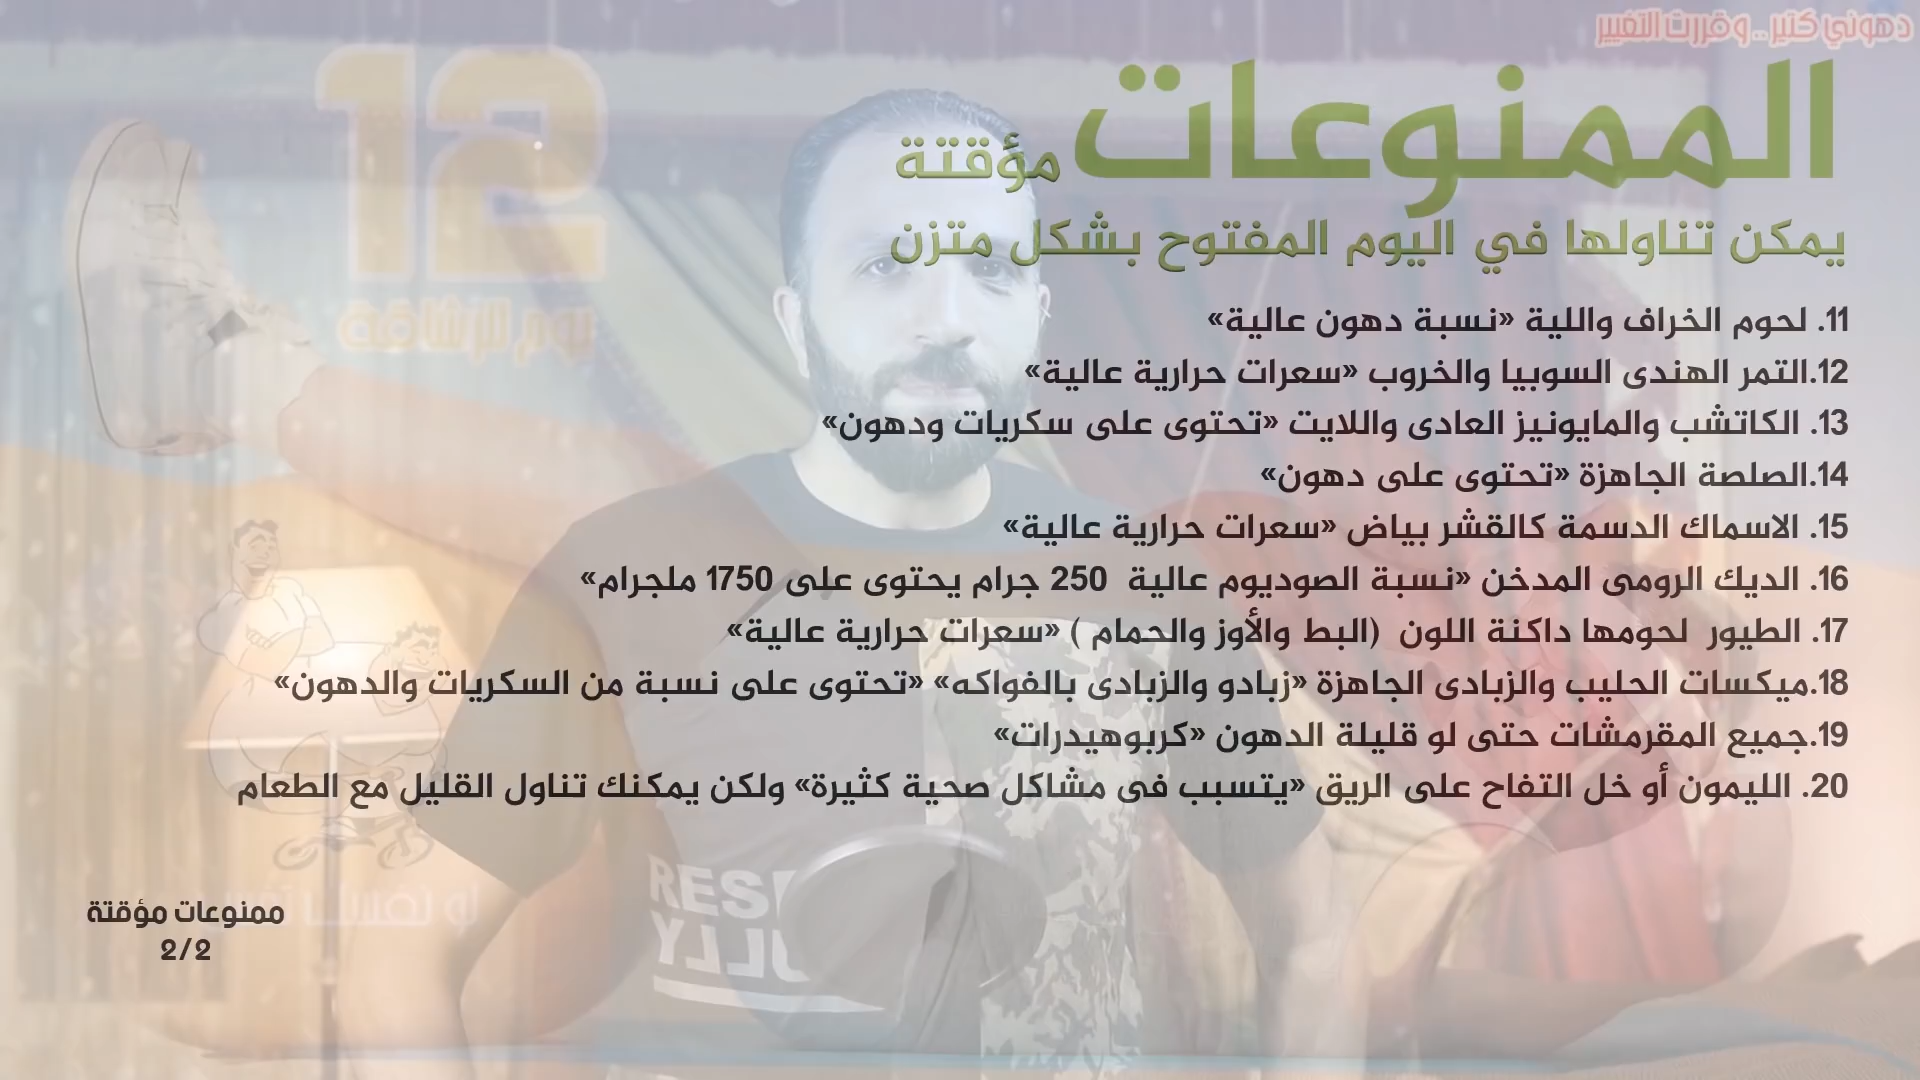 دهوني كتير .. وقررت التغيير
الممنوعات مؤقتة
يمكن تناولها في اليوم المفتوح بشكل متزن
11. لحوم الخراف واللية «نسبة دهون عالية»
12.التمر الهندى السوبيا والخروب «سعرات حرارية عالية»
13. الكاتشب والمايونيز العادى واللايت «تحتوى على سكريات ودهون»
14.الصلصة الجاهزة «تحتوى على دهون»
15. الاسماك الدسمة كالقشر بياض «سعرات حرارية عالية»
16. الديك الرومى المدخن «نسبة الصوديوم عالية 250 جرام يحتوى على 1750 ملجرام»
17. الطيور لحومها داكنة اللون (البط والأوز والحمام ) «سعرات حرارية عالية»
18.ميكسات الحليب والزبادى الجاهزة «زبادو والزبادى بالفواكه» «تحتوى على نسبة من السكريات والدهون»
19.جميع المقرمشات حتى لو قليلة الدهون «كربوهيدرات»
20. الليمون أو خل التفاح على الريق «يتسبب فى مشاكل صحية كثيرة» ولكن يمكنك تناول القليل مع الطعام
12
يوم للرشاقة
لو نفسك
ممنوعات مؤقتة
2/2